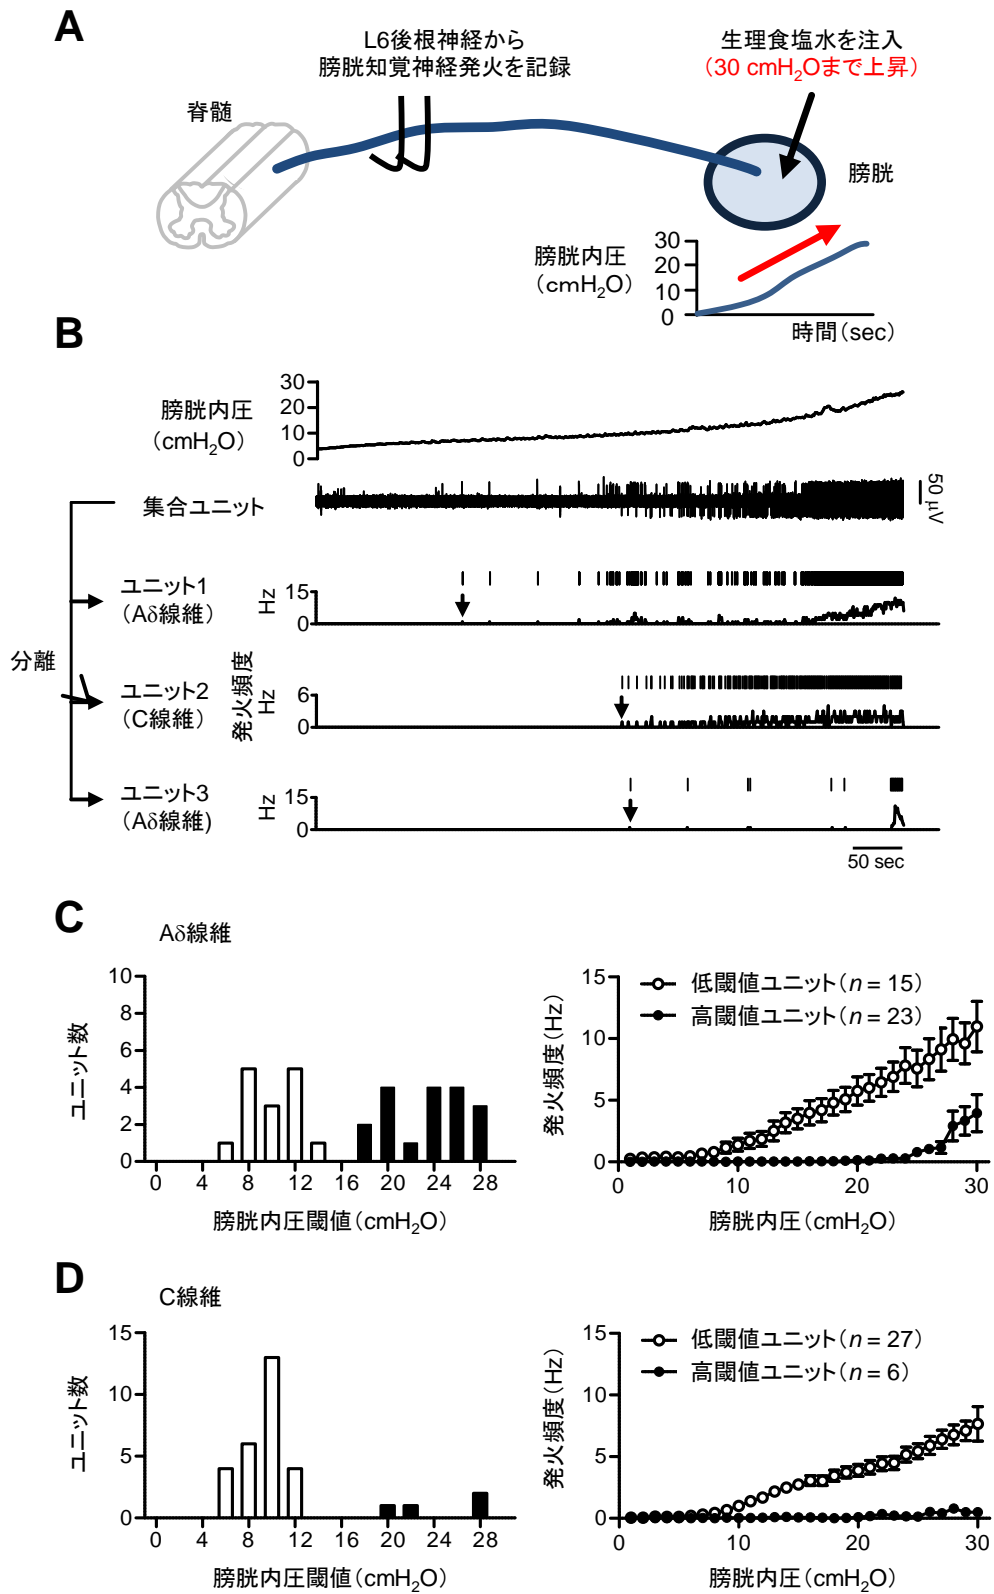 A
L6後根神経から
膀胱知覚神経発火を記録
生理食塩水を注入
（30 cmH2Oまで上昇）
脊髄
膀胱
膀胱内圧
（cmH2O）
30
20
10
0
時間（sec）
B
膀胱内圧
（cmH2O）
30
20
10
0
集合ユニット
50 μV
分離
発火頻度
ユニット1
（Aδ線維）
Hz
15
0
ユニット2
（C線維）
Hz
6
0
ユニット3
（Aδ線維）
Hz
15
0
50 sec
C
Aδ線維
ユニット数
10
8
6
4
2
0
0 4 8 12 16 20 24 28
膀胱内圧閾値（cmH2O）
発火頻度（Hz）
15
10
5
0
低閾値ユニット（n = 15）
高閾値ユニット（n = 23）
0 10 20 30
膀胱内圧（cmH2O）
D
C線維
ユニット数
15
10
5
0
0 4 8 12 16 20 24 28
膀胱内圧閾値（cmH2O）
発火頻度（Hz）
15
10
5
0
低閾値ユニット（n = 27）
高閾値ユニット（n = 6）
0 10 20 30
膀胱内圧（cmH2O）